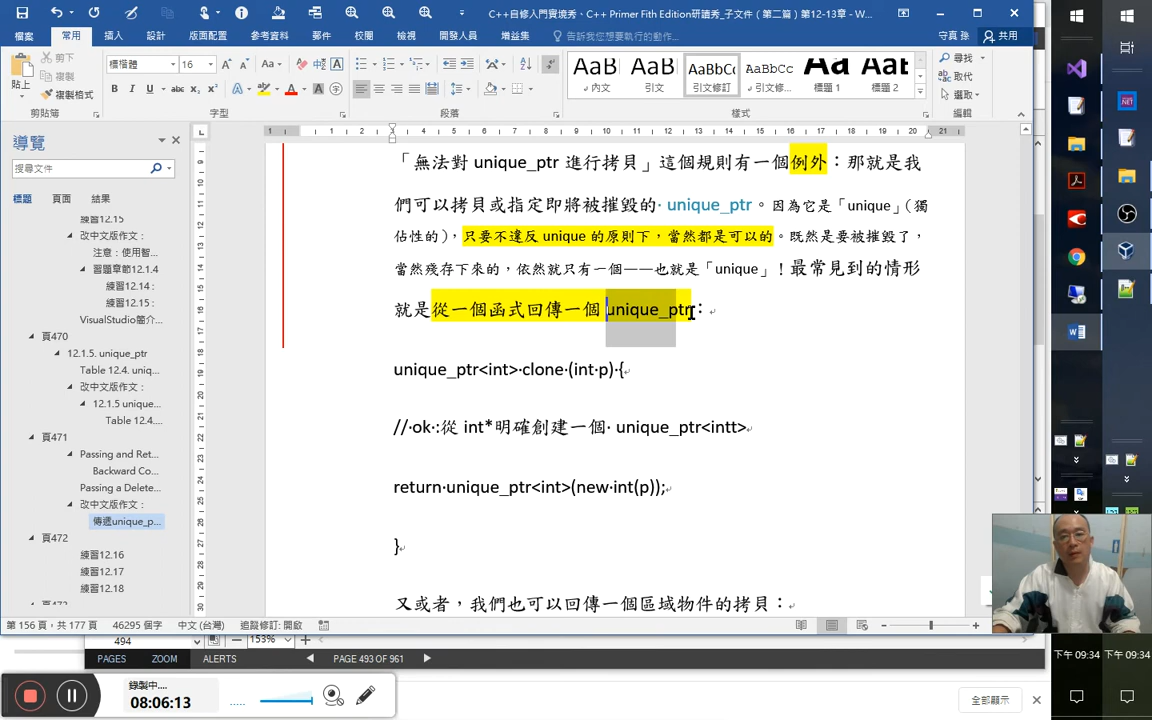 C++自修入門實境秀、C++ Primer Fith Edition研讀秀_子文件（第二篇）第12-13章 - W...
檔案 常用 插入 設計 版面配置 參考資料 郵件 校閱 檢視 開發人員 增益集 告訴我您想要執行的動作... 守真 孫 共用
貼上
剪下
複製
複製格式
標楷體 16
B I U abc x₂ x²
AaBb AaBb AaBbCc AaBbCc AaB AaBb
內文 引文 引文修訂 引文修... 標題 1 標題 2
尋找
取代
選取
剪貼簿 字型 段落 樣式 編輯
導覽
搜尋文件
標題 頁面 結果
練習12.15
改中文版作文：
注意：使用智...
習題章節12.1.4
練習12.14：
練習12.15
VisualStudio簡介...
頁470
12.1.5. unique_ptr
Table 12.4. uniq...
改中文版作文：
12.1.5 unique...
Table 12.4....
頁471
Passing and Ret...
Backward Co...
Passing a Delete...
改中文版作文：
傳遞unique_p...
頁472
練習12.16
練習12.17
練習12.18
「無法對 unique_ptr 進行拷貝」這個規則有一個例外：那就是我
們可以拷貝或指定即將被摧毀的· unique_ptr。因為它是「unique」（獨
佔性的），只要不違反 unique 的原則下，當然都是可以的。既然是要被摧毀了，
當然殘存下來的，依然就只有一個——也就是「unique」！最常見到的情形
就是從一個函式回傳一個 unique_ptr：
unique_ptr<int>·clone·(int·p)·{
//·ok·:從 int*明確創建一個· unique_ptr<intt>
return·unique_ptr<int>(new·int(p));
}
又或者，我們也可以回傳一個區域物件的拷貝：
第 156 頁，共 177 頁 46295 個字 中文 (台灣) 追蹤修訂: 開啟 153%
494
PAGES ZOOM ALERTS PAGE 493 OF 961
錄製中....
08:06:13
全部顯示
下午 09:34 下午 09:34